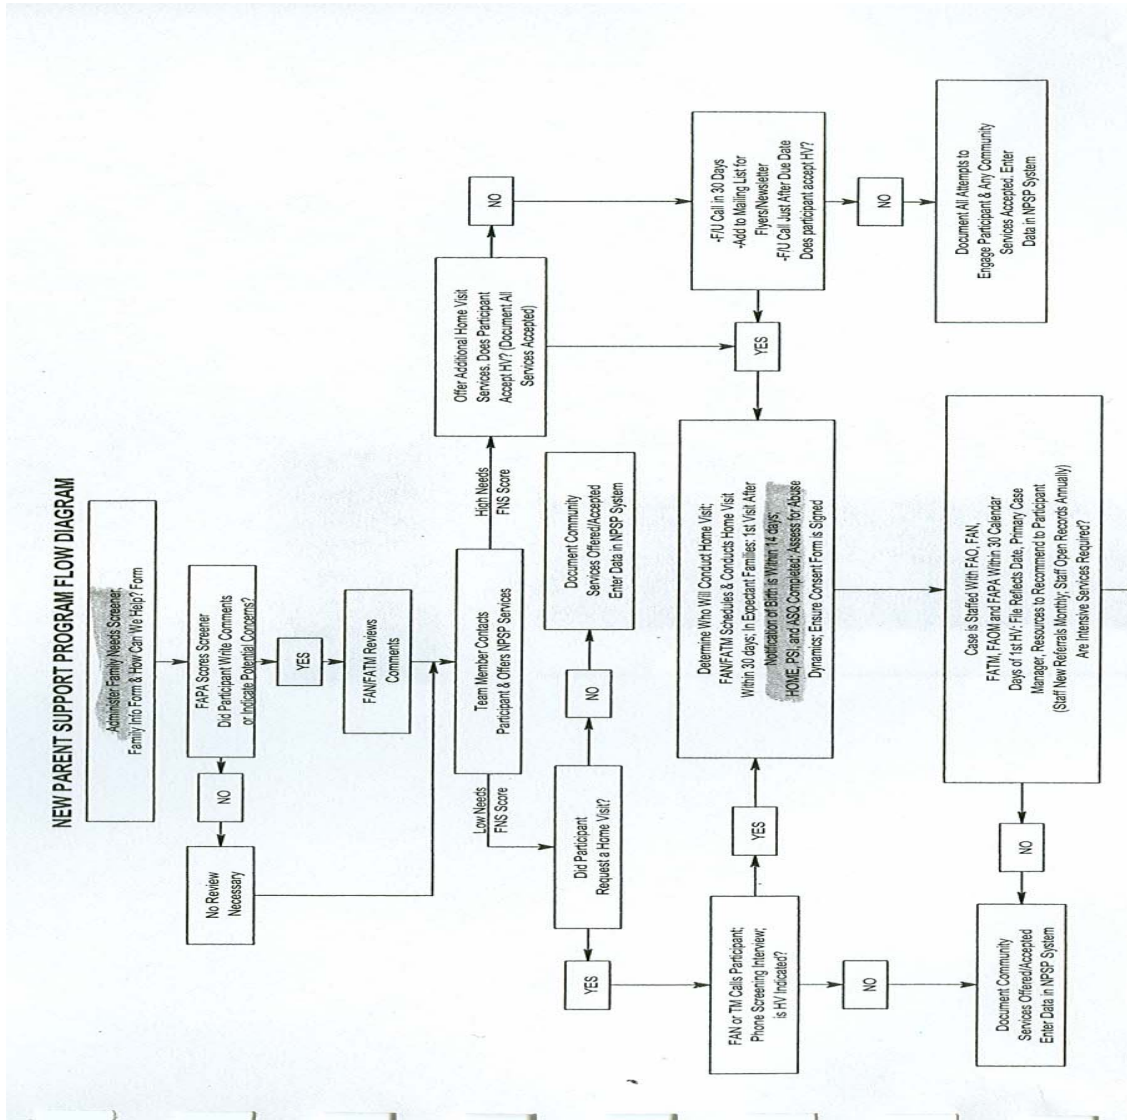 NEW PARENT SUPPORT PROGRAM FLOW DIAGRAM
Administer Family Needs Screener,
Family Info Form & How Can We Help? Form
FAPA Scores Screener
Did Participant Write Comments
or Indicate Potential Concerns?
NO
No Review
Necessary
YES
FAN/FATM Reviews
Comments
Team Member Contacts
Participant & Offers NPSP Services
Low Needs
FNS Score
High Needs
FNS Score
Offer Additional Home Visit
Services, Does Participant
Accept HV? (Document All
Services Accepted)
NO
Did Participant
Request a Home Visit?
NO
Document Community
Services Offered/Accepted
Enter Data in NPSP System
YES
FAN or TM Calls Participant;
Phone Screening Interview;
is HV Indicated?
YES
NO
Determine Who Will Conduct Home Visit;
FAN/FATM Schedules & Conducts Home Visit
Within 30 days; in Expectant Families: 1st Visit After
Notification of Birth is Within 14 days;
HOME, PSI, and ASQ Completed; Assess for Abuse
Dynamics; Ensure Consent Form is Signed
YES
-F/U Call in 30 Days
-Add to Mailing List for
Flyers/Newsletter
-F/U Call Just After Due Date
Does participant accept HV?
NO
Document All Attempts to
Engage Participant & Any Community
Services Accepted. Enter
Data in NPSP System
Document Community
Services Offered/Accepted
Enter Data in NPSP System
NO
Case is Staffed With FAO, FAN,
FATM, FAOM and FAPA Within 30 Calendar
Days of 1st HV: File Reflects Date, Primary Case
Manager, Resources to Recommend to Participant
(Staff New Referrals Monthly; Staff Open Records Annually)
Are Intensive Services Required?